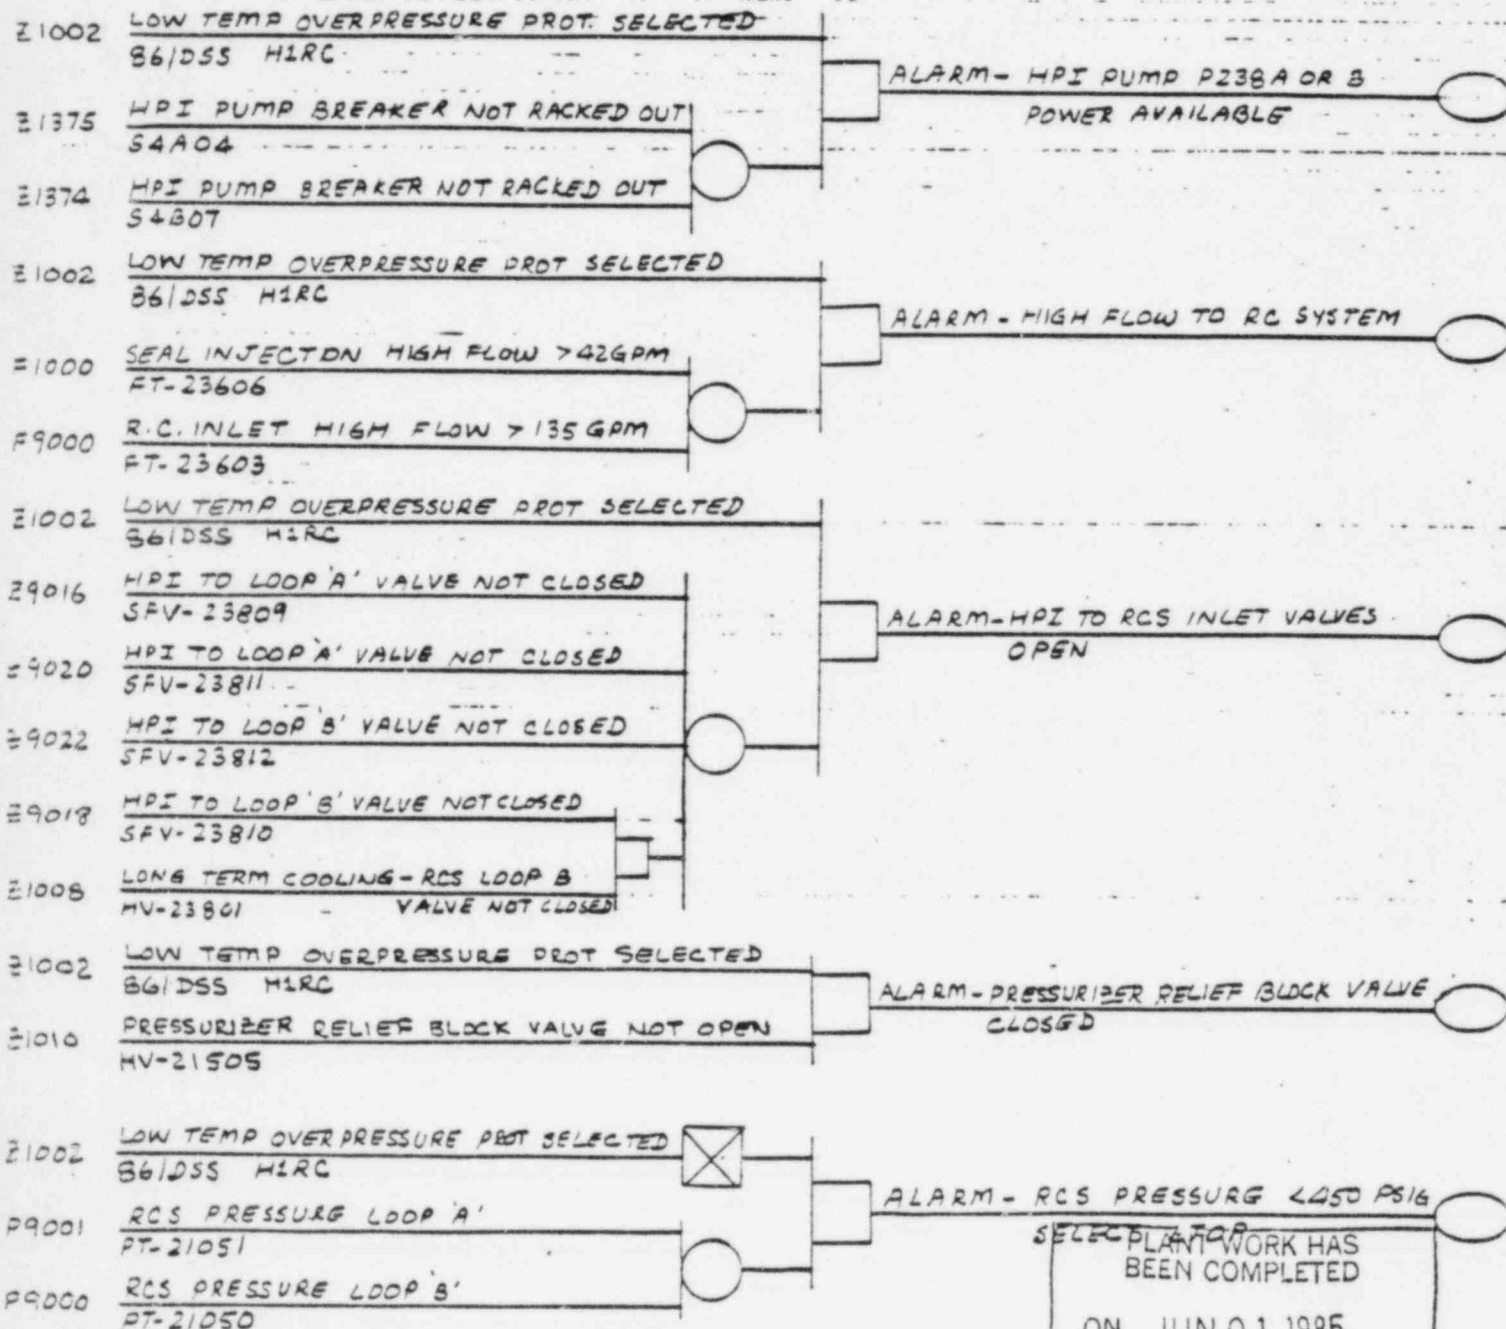 Z1002 LOW TEMP OVERPRESSURE PROT. SELECTED
86/DSS H1RC
ALARM- HPI PUMP P238A OR B
POWER AVAILABLE
Z1375 HPI PUMP BREAKER NOT RACKED OUT
S4A04
Z1374 HPI PUMP BREAKER NOT RACKED OUT
S4B07
Z1002 LOW TEMP OVERPRESSURE PROT SELECTED
86/DSS H1RC
ALARM - HIGH FLOW TO RC SYSTEM
F1000 SEAL INJECTON HIGH FLOW >42GPM
FT-23606
F9000 R.C. INLET HIGH FLOW > 135 GPM
FT-23603
Z1002 LOW TEMP OVERPRESSURE PROT SELECTED
86/DSS H1RC
Z9016 HPI TO LOOP 'A' VALVE NOT CLOSED
SFV-23809
ALARM-HPI TO RCS INLET VALVES
OPEN
Z9020 HPI TO LOOP 'A' VALVE NOT CLOSED
SFV-23811
Z9022 HPI TO LOOP 'B' VALVE NOT CLOSED
SFV-23812
Z9018 HPI TO LOOP 'B' VALVE NOT CLOSED
SFV-23810
Z1008 LONG TERM COOLING - RCS LOOP B
HV-23801 VALVE NOT CLOSED
Z1002 LOW TEMP OVERPRESSURE PROT SELECTED
86/DSS H1RC
ALARM-PRESSURIZER RELIEF BLOCK VALVE
CLOSED
Z1010 PRESSURIZER RELIEF BLOCK VALVE NOT OPEN
HV-21505
Z1002 LOW TEMP OVERPRESSURE PROT SELECTED
86/DSS H1RC
ALARM - RCS PRESSURE <450 PSIG
SELECT LTOP
P9001 RCS PRESSURE LOOP 'A'
PT-21051
P9000 RCS PRESSURE LOOP 'B'
PT-21050
PLANT WORK HAS
BEEN COMPLETED
ON JUN 01 1985